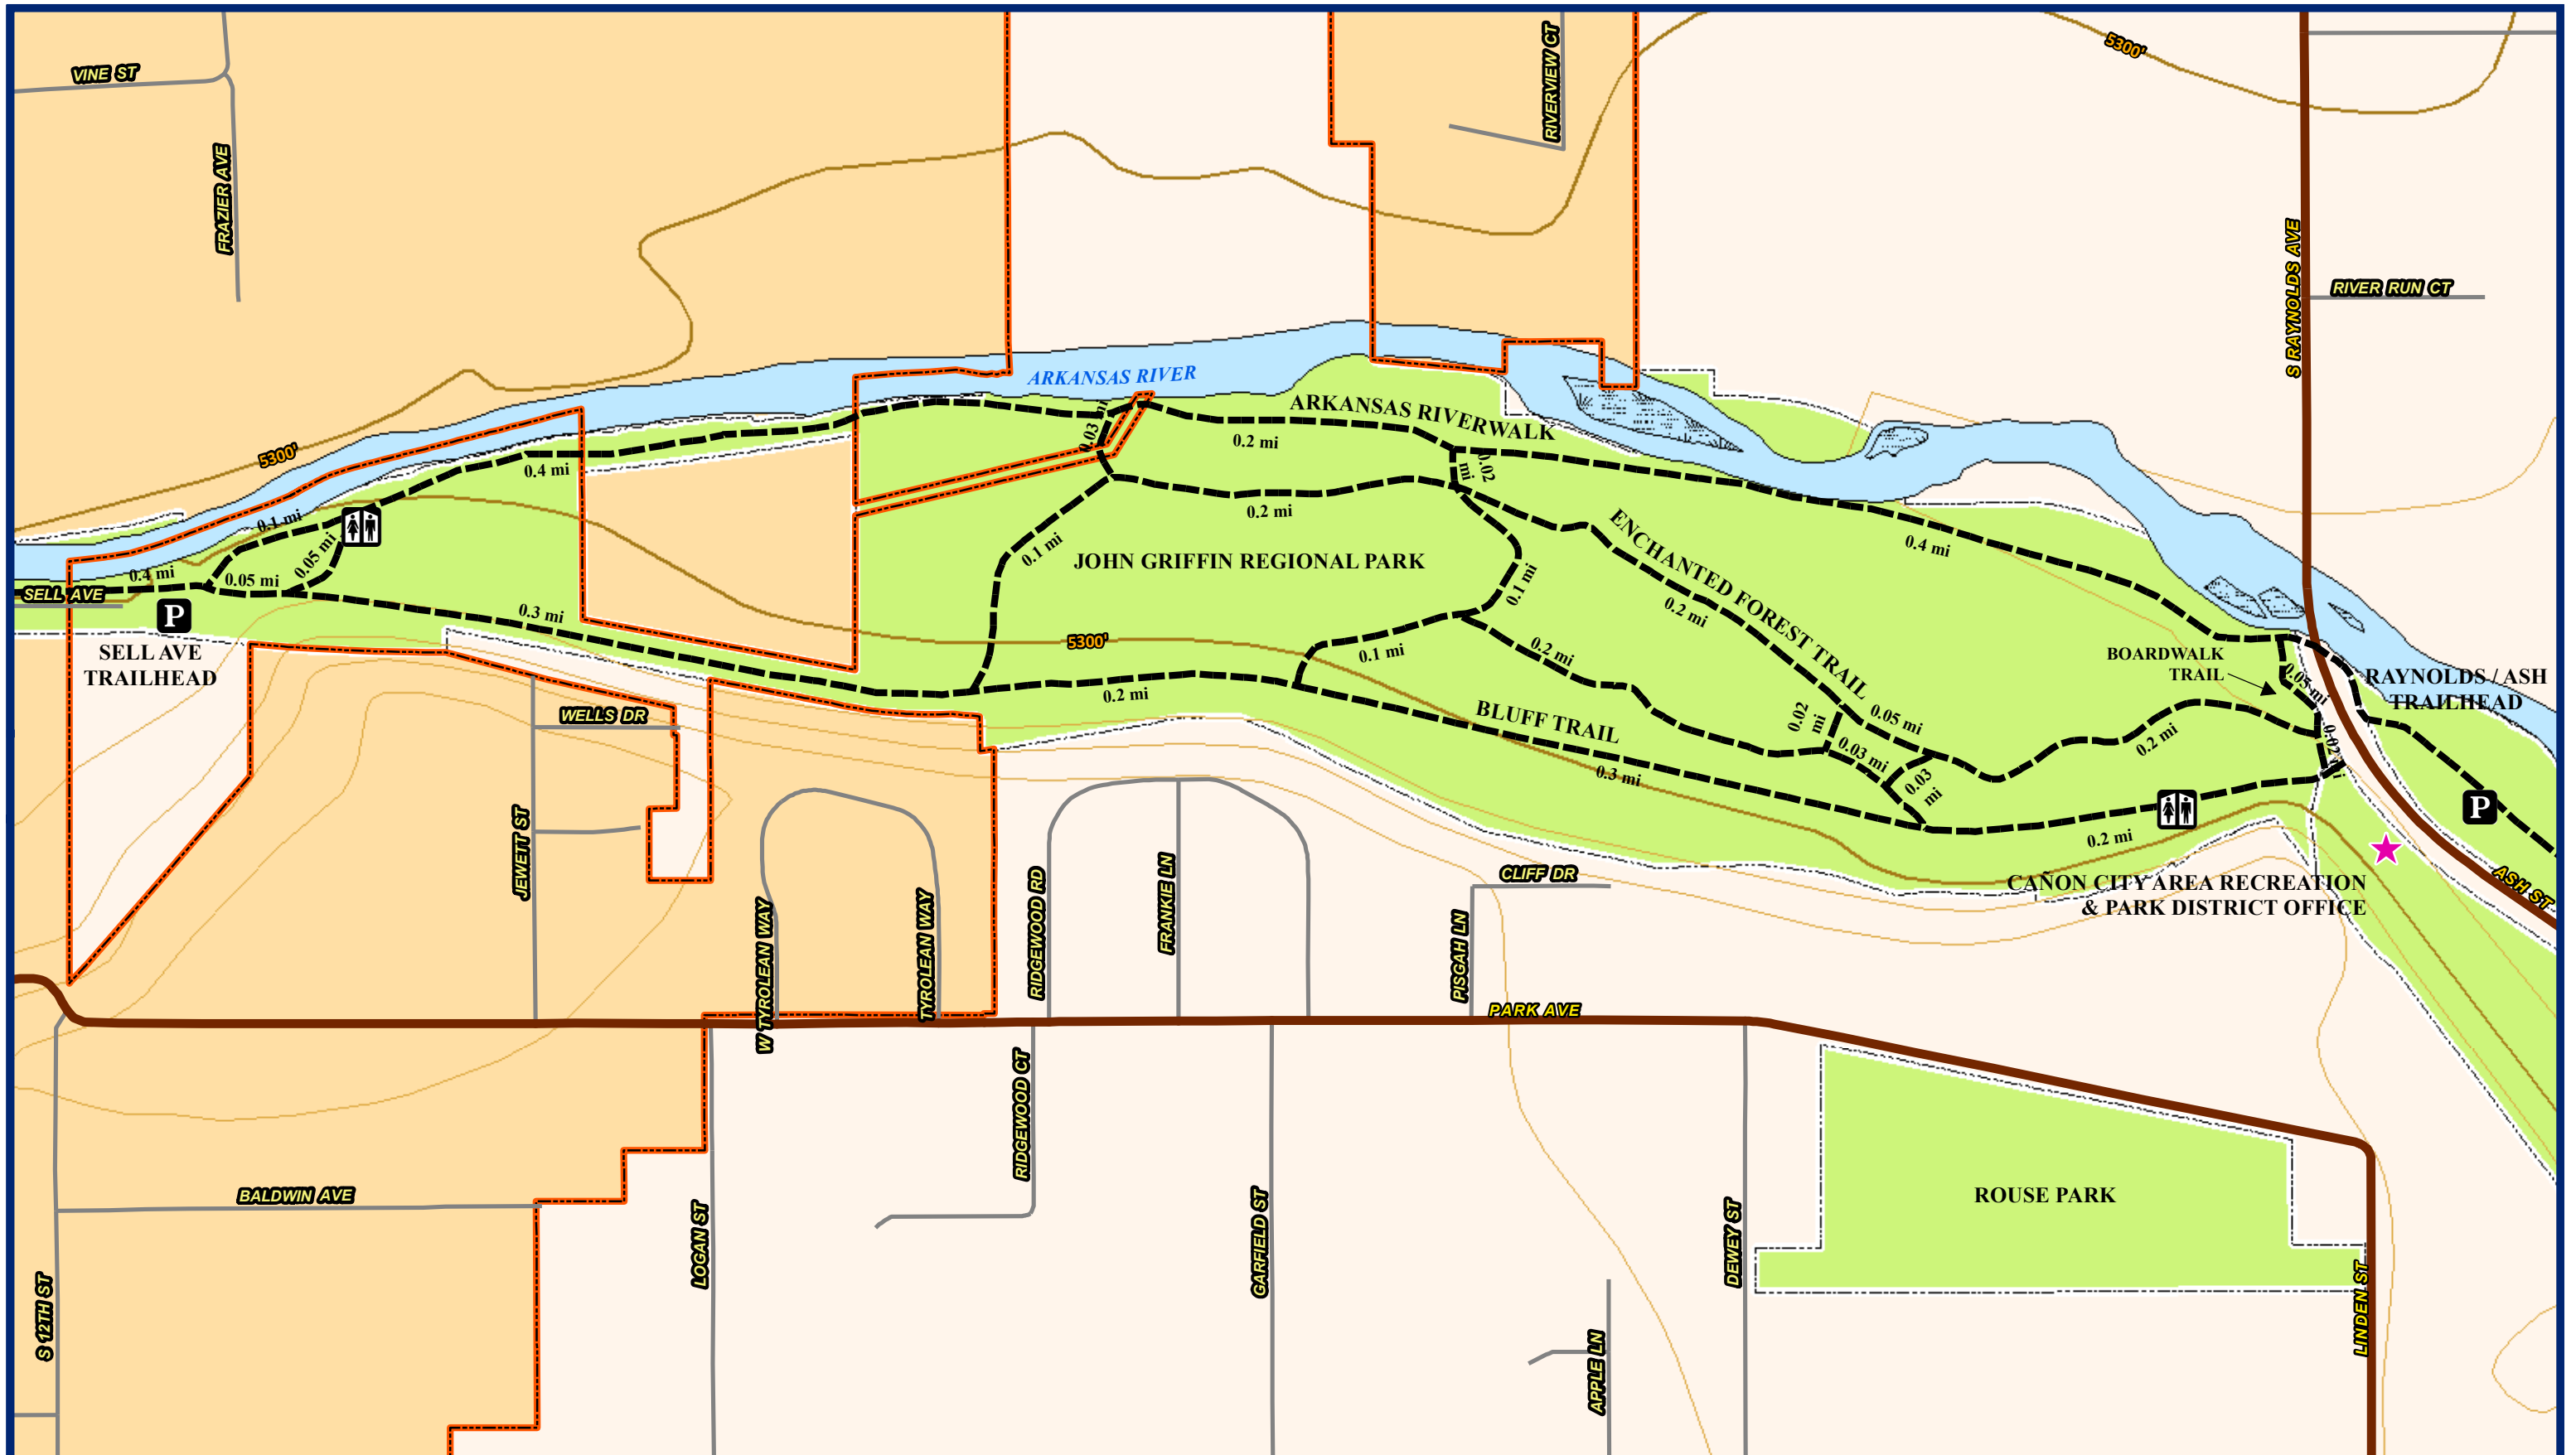 VINE ST
FRAZIER AVE
RIVERVIEW CT
5300'
S RAYNOLDS AVE
RIVER RUN CT
ARKANSAS RIVER
ARKANSAS RIVERWALK
0.03 mi
0.2 mi
0.02 mi
5300'
0.4 mi
0.1 mi
0.05 mi
0.05 mi
0.4 mi
SELL AVE
P
SELL AVE
TRAILHEAD
0.3 mi
0.2 mi
0.1 mi
JOHN GRIFFIN REGIONAL PARK
0.1 mi
ENCHANTED FOREST TRAIL
0.2 mi
0.4 mi
5300'
0.1 mi
0.2 mi
0.2 mi
BLUFF TRAIL
0.3 mi
0.02 mi
0.05 mi
0.03 mi
0.03 mi
0.2 mi
BOARDWALK
TRAIL
0.05 mi
0.02 mi
RAYNOLDS / ASH
TRAILHEAD
P
0.2 mi
CAÑON CITY AREA RECREATION
& PARK DISTRICT OFFICE
ASH ST
WELLS DR
JEWETT ST
W TYROLEAN WAY
TYROLEAN WAY
RIDGEWOOD RD
FRANKIE LN
PISGAH LN
CLIFF DR
PARK AVE
RIDGEWOOD CT
BALDWIN AVE
S 12TH ST
LOGAN ST
GARFIELD ST
APPLE LN
DEWEY ST
ROUSE PARK
LINDEN ST